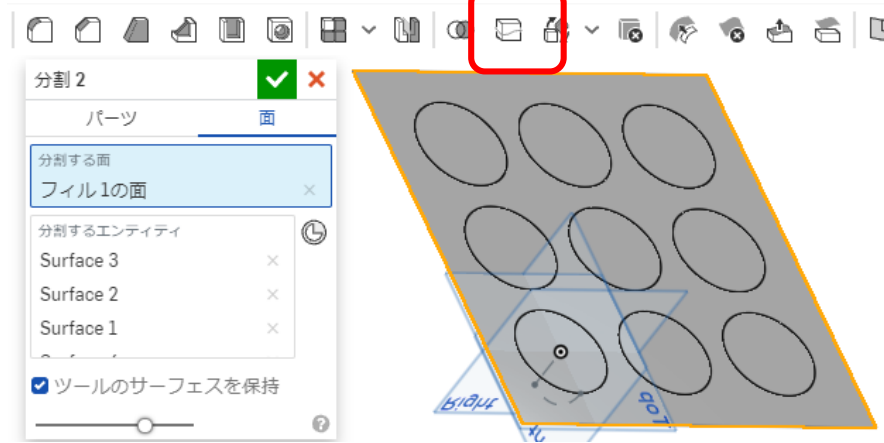 分割 2
パーツ
面
分割する面
フィル 1の面
分割するエンティティ
Surface 3
Surface 2
Surface 1
ツールのサーフェスを保持
Right
Top